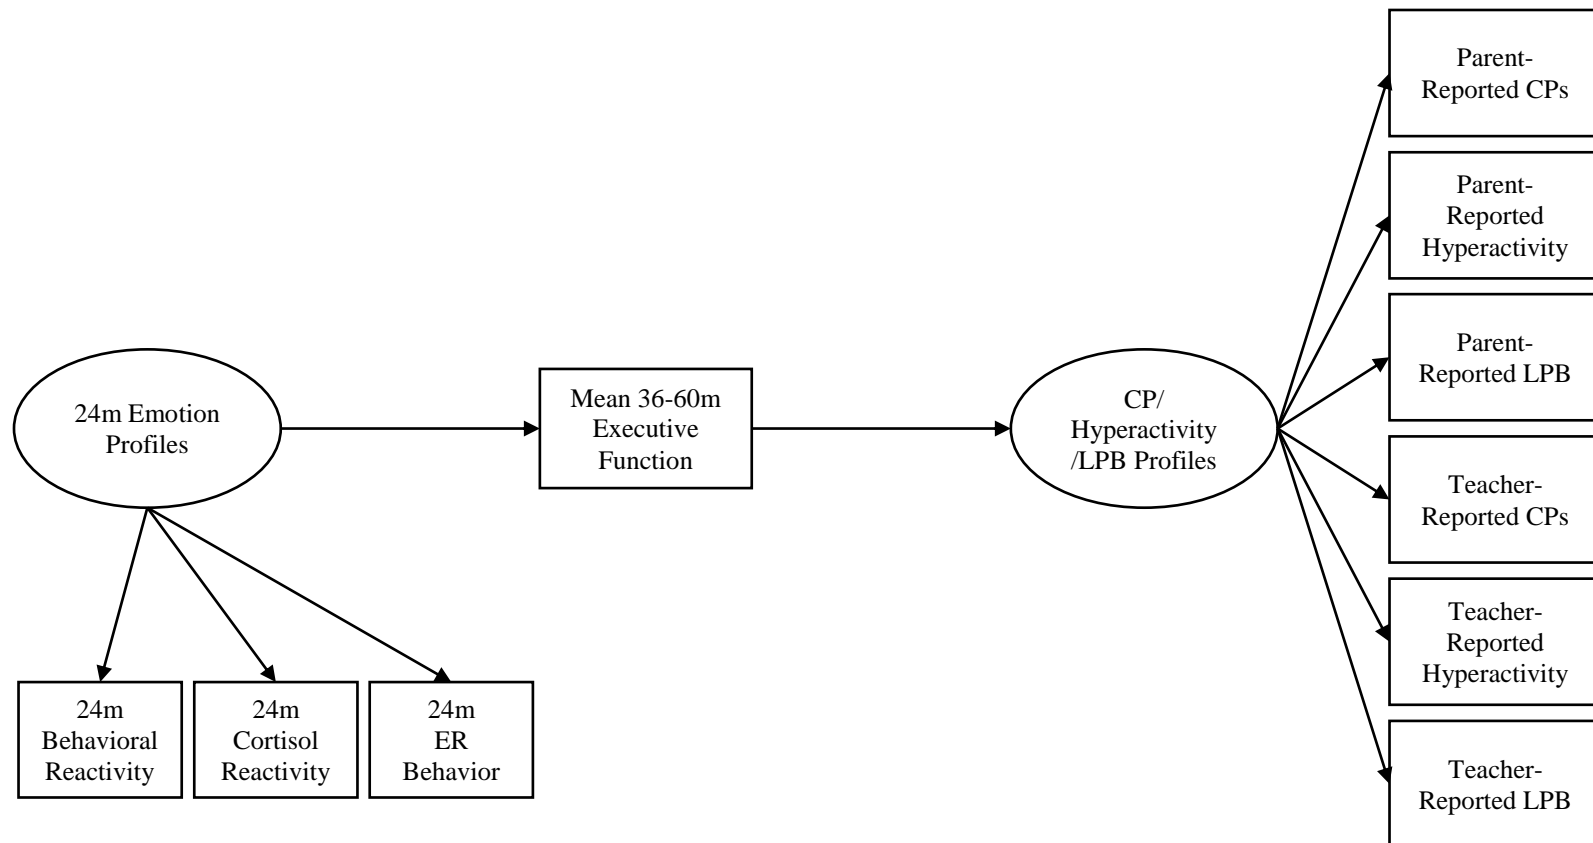 Parent-
Reported CPs
Parent-
Reported
Hyperactivity
Parent-
Reported LPB
24m Emotion
Profiles
Mean 36-60m
Executive
Function
CP/
Hyperactivity
/LPB Profiles
Teacher-
Reported CPs
Teacher-
Reported
Hyperactivity
24m
Behavioral
Reactivity
24m
Cortisol
Reactivity
24m
ER
Behavior
Teacher-
Reported LPB